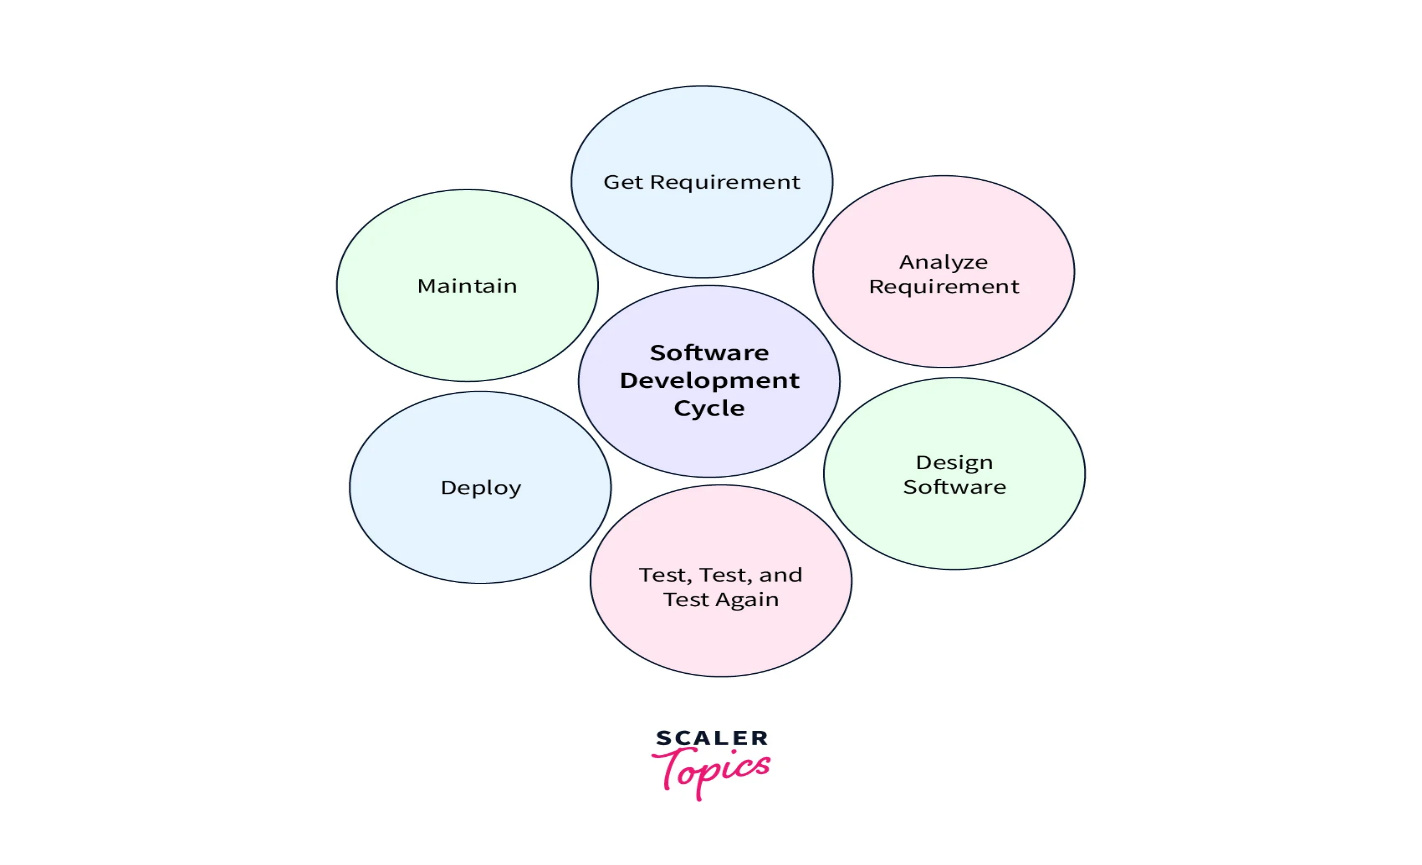 Get Requirement
Analyze
Requirement
Maintain
Software
Development
Cycle
Design
Software
Deploy
Test, Test, and
Test Again
SCALER
Topics